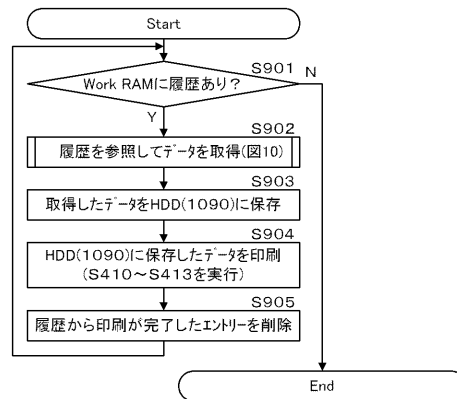 Start
S901
Work RAMに履歴あり？
N
Y
S902
履歴を参照してﾃﾞｰﾀを取得(図10)
S903
取得したﾃﾞｰﾀをHDD(1090)に保存
S904
HDD(1090)に保存したﾃﾞｰﾀを印刷
(S410～S413を実行)
S905
履歴から印刷が完了したｴﾝﾄﾘｰを削除
End